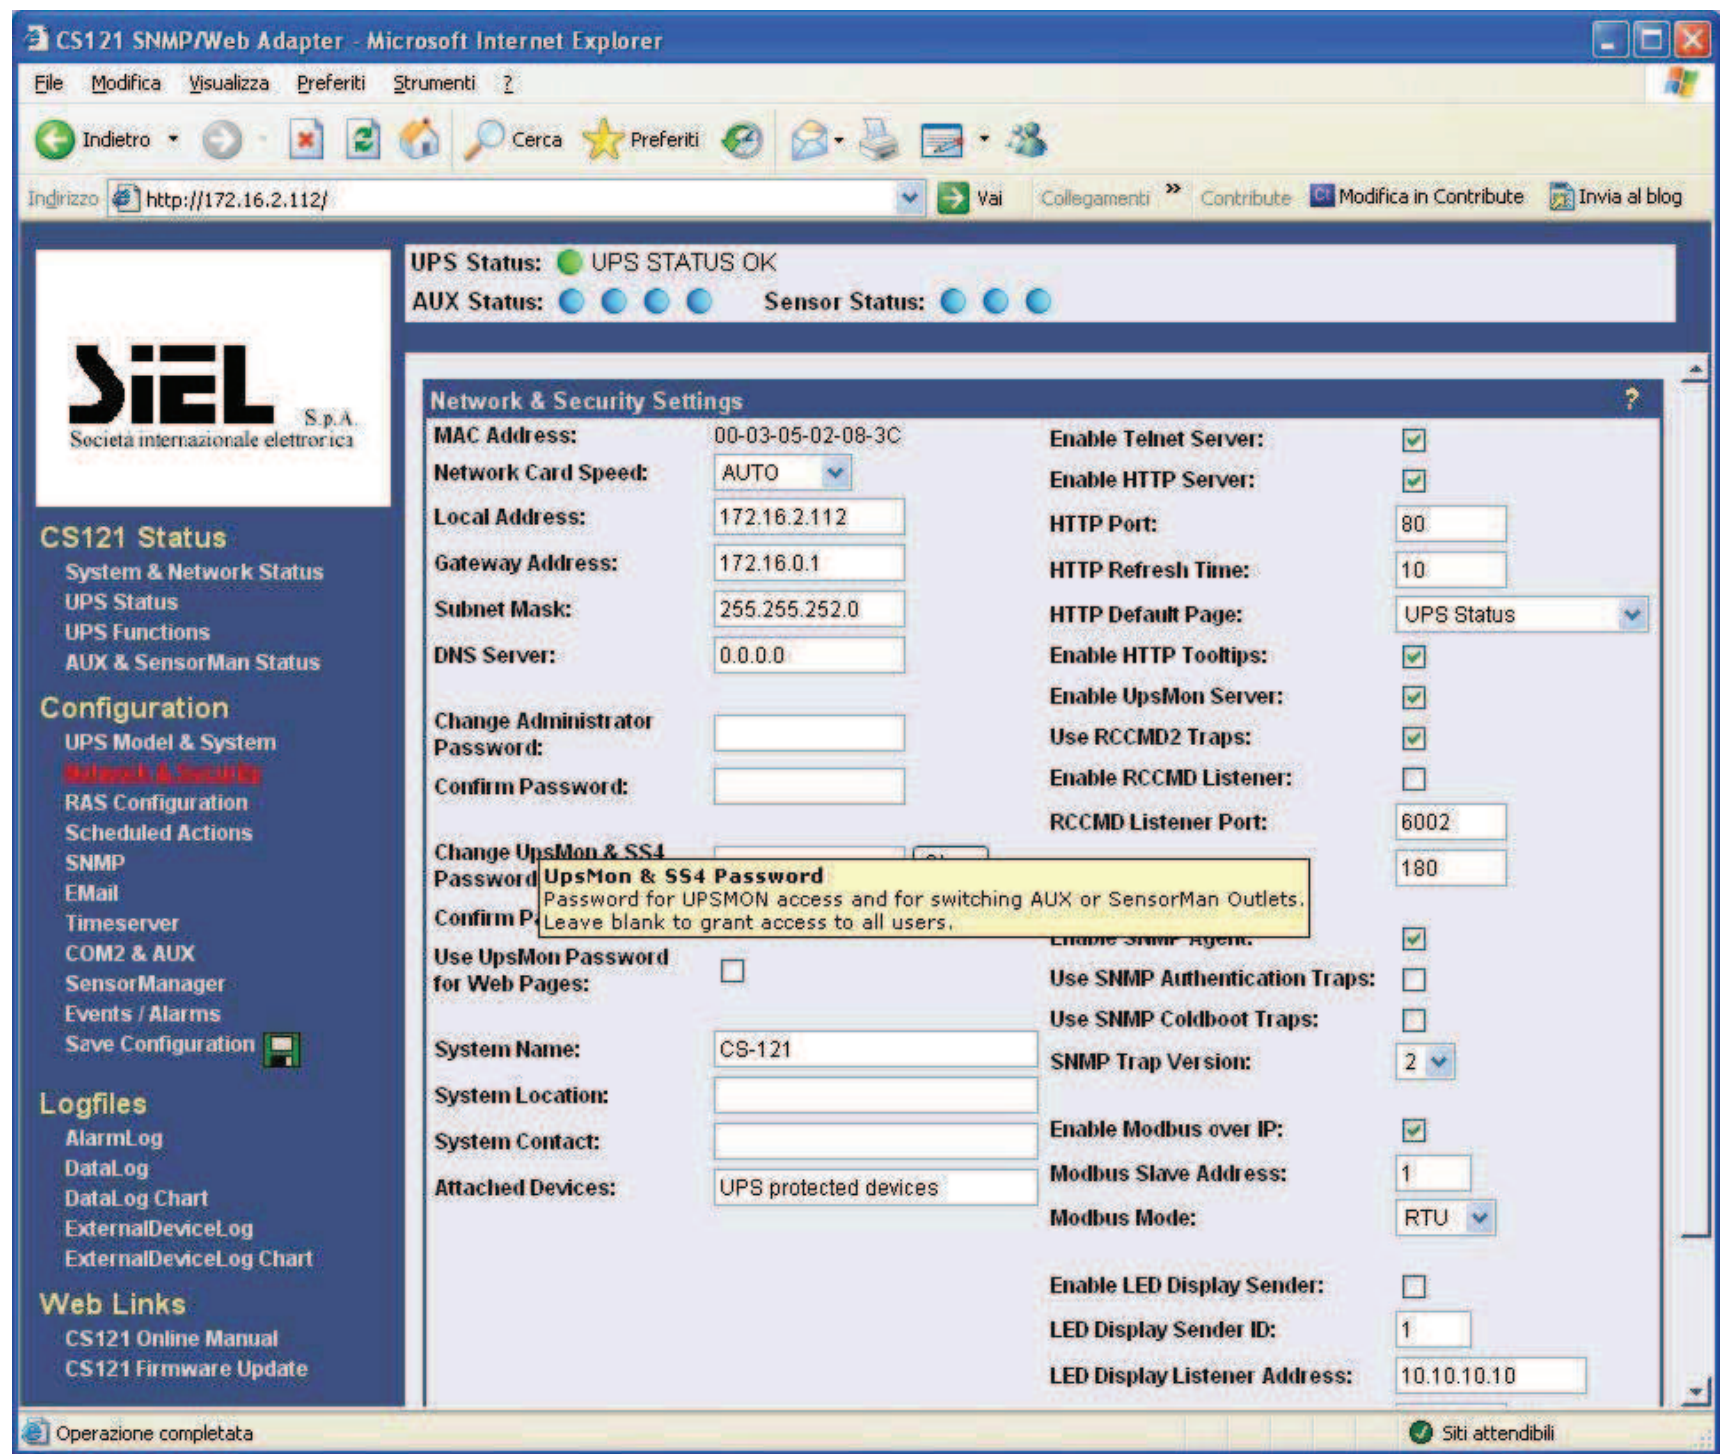 CS121 SNMP/Web Adapter - Microsoft Internet Explorer
File Modifica Visualizza Preferiti Strumenti ?
Indietro Cerca Preferiti
Indirizzo http://172.16.2.112/ Vai Collegamenti » Contribute Ct Modifica in Contribute Invia al blog
UPS Status: UPS STATUS OK
AUX Status: Sensor Status:
SIEL S.p.A.
Società internazionale elettronica
CS121 Status
System & Network Status
UPS Status
UPS Functions
AUX & SensorMan Status
Configuration
UPS Model & System
Network & Security
RAS Configuration
Scheduled Actions
SNMP
EMail
Timeserver
COM2 & AUX
SensorManager
Events / Alarms
Save Configuration
Logfiles
AlarmLog
DataLog
DataLog Chart
ExternalDeviceLog
ExternalDeviceLog Chart
Web Links
CS121 Online Manual
CS121 Firmware Update
Network & Security Settings ?
MAC Address: 00-03-05-02-08-3C
Network Card Speed: AUTO
Local Address: 172.16.2.112
Gateway Address: 172.16.0.1
Subnet Mask: 255.255.252.0
DNS Server: 0.0.0.0
Change Administrator
Password:
Confirm Password:
Change UpsMon & SS4
Password
UpsMon & SS4 Password
Password for UPSMON access and for switching AUX or SensorMan Outlets.
Leave blank to grant access to all users.
Confirm P
Use UpsMon Password
for Web Pages:
System Name: CS-121
System Location:
System Contact:
Attached Devices: UPS protected devices
Enable Telnet Server:
Enable HTTP Server:
HTTP Port: 80
HTTP Refresh Time: 10
HTTP Default Page: UPS Status
Enable HTTP Tooltips:
Enable UpsMon Server:
Use RCCMD2 Traps:
Enable RCCMD Listener:
RCCMD Listener Port: 6002
180
Enable SNMP Agent:
Use SNMP Authentication Traps:
Use SNMP Coldboot Traps:
SNMP Trap Version: 2
Enable Modbus over IP:
Modbus Slave Address: 1
Modbus Mode: RTU
Enable LED Display Sender:
LED Display Sender ID: 1
LED Display Listener Address: 10.10.10.10
Operazione completata Siti attendibili